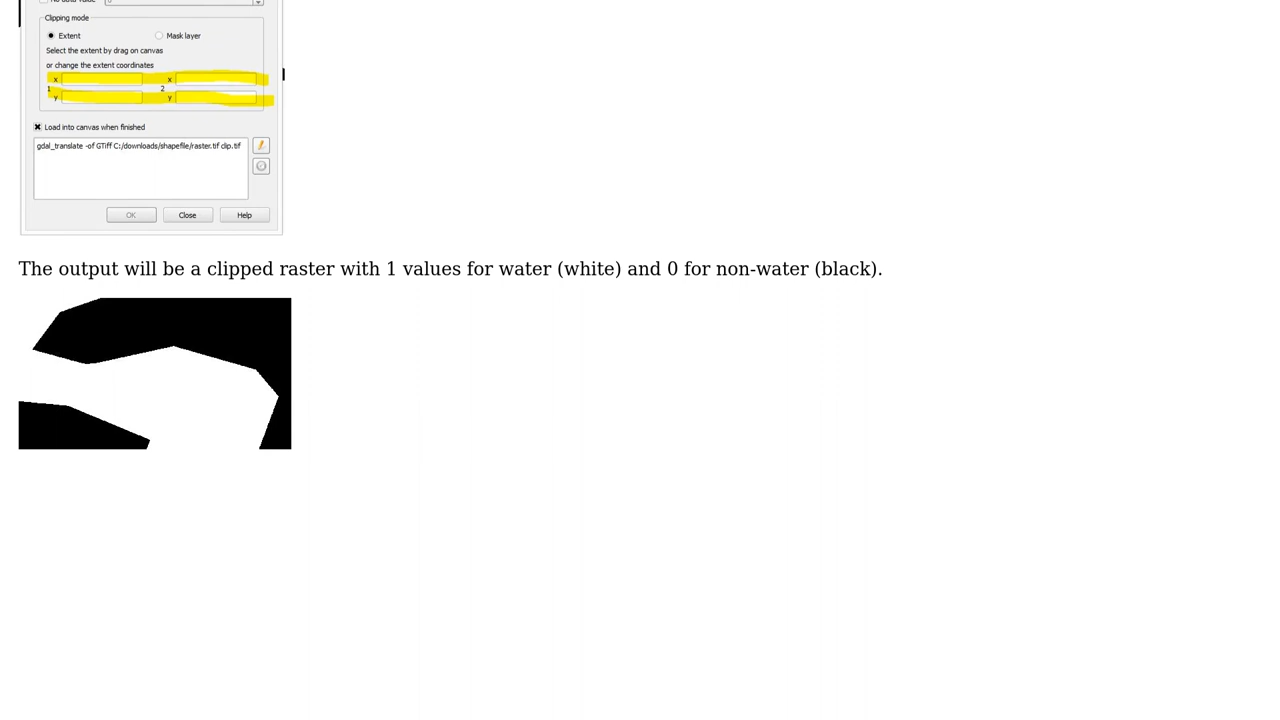 Clipping mode
Extent Mask layer
Select the extent by drag on canvas
or change the extent coordinates
x x
1 2
y y
Load into canvas when finished
gdal_translate -of GTiff C:/downloads/shapefile/raster.tif clip.tif
OK Close Help
The output will be a clipped raster with 1 values for water (white) and 0 for non-water (black).